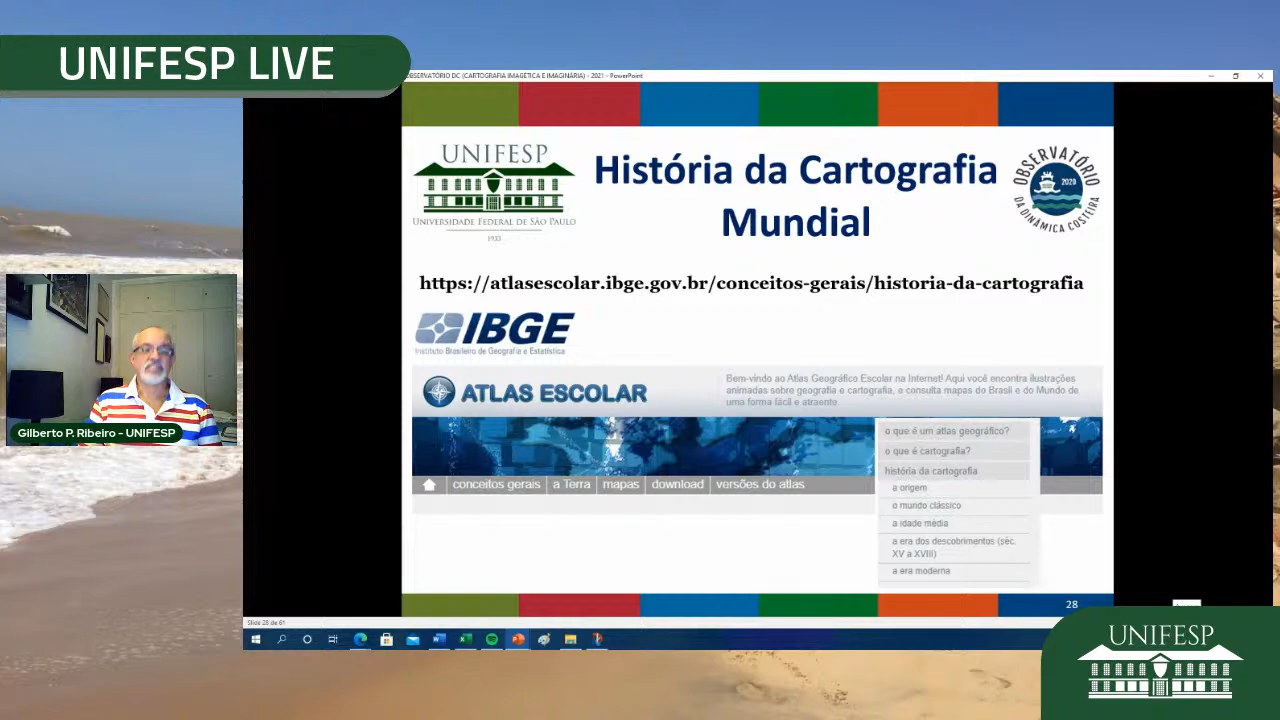 UNIFESP LIVE
OBSERVATÓRIO DC (CARTOGRAFIA IMAGÉTICA E IMAGINÁRIA) - 2021 - PowerPoint
UNIFESP
UNIVERSIDADE FEDERAL DE SÃO PAULO
1933
História da Cartografia
Mundial
OBSERVATÓRIO
2020
DA DINÂMICA COSTEIRA
https://atlasescolar.ibge.gov.br/conceitos-gerais/historia-da-cartografia
IBGE
Instituto Brasileiro de Geografia e Estatística
ATLAS ESCOLAR
Bem-vindo ao Atlas Geográfico Escolar na Internet! Aqui você encontra ilustrações
animadas sobre geografia e cartografia, e consulta mapas do Brasil e do Mundo de
uma forma fácil e atraente.
conceitos gerais
a Terra
mapas
download
versões do atlas
o que é um atlas geográfico?
o que é cartografia?
história da cartografia
a origem
o mundo clássico
a idade média
a era dos descobrimentos (séc.
XV a XVIII)
a era moderna
28
Slide 28 de 61
Gilberto P. Ribeiro - UNIFESP
UNIFESP